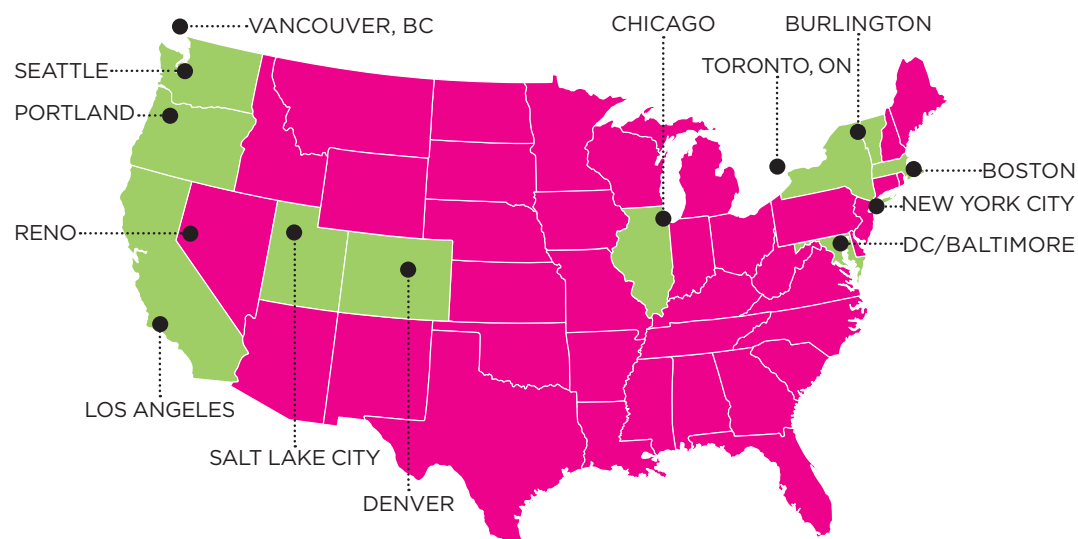 VANCOUVER, BC
CHICAGO
BURLINGTON
SEATTLE
TORONTO, ON
PORTLAND
BOSTON
NEW YORK CITY
RENO
DC/BALTIMORE
LOS ANGELES
SALT LAKE CITY
DENVER